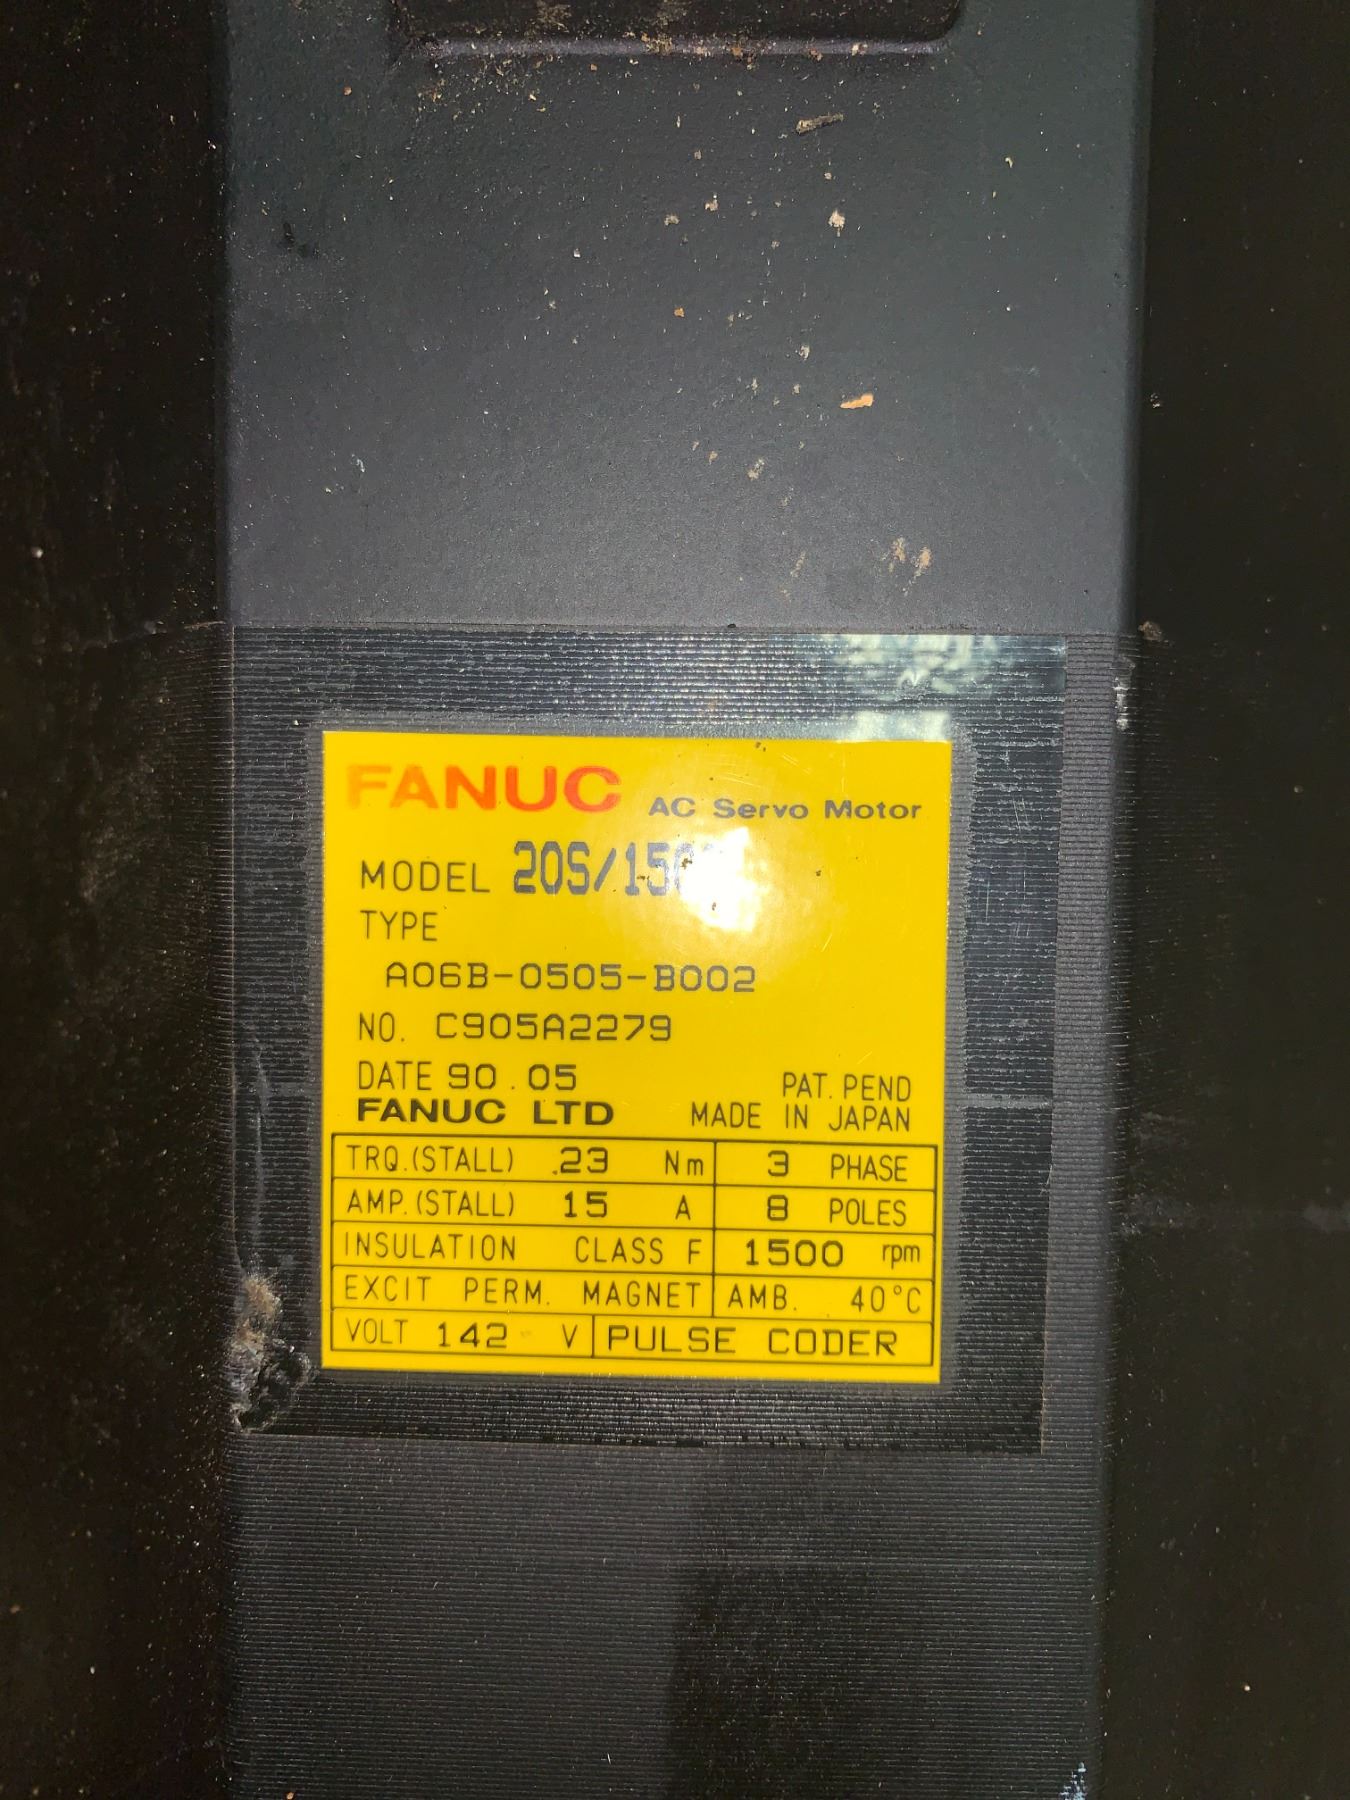 FANUC AC Servo Motor
MODEL
TYPE
A06B-0505-B002
NO. C905A2279
DATE 90.05
PAT. PEND
FANUC LTD MADE IN JAPAN
TRQ.(STALL) 23 Nm 3 PHASE
AMP.(STALL) 15 A 8 POLES
INSULATION CLASS F 1500 rpm
EXCIT PERM. MAGNET AMB. 40°C
VOLT 142 V PULSE CODER